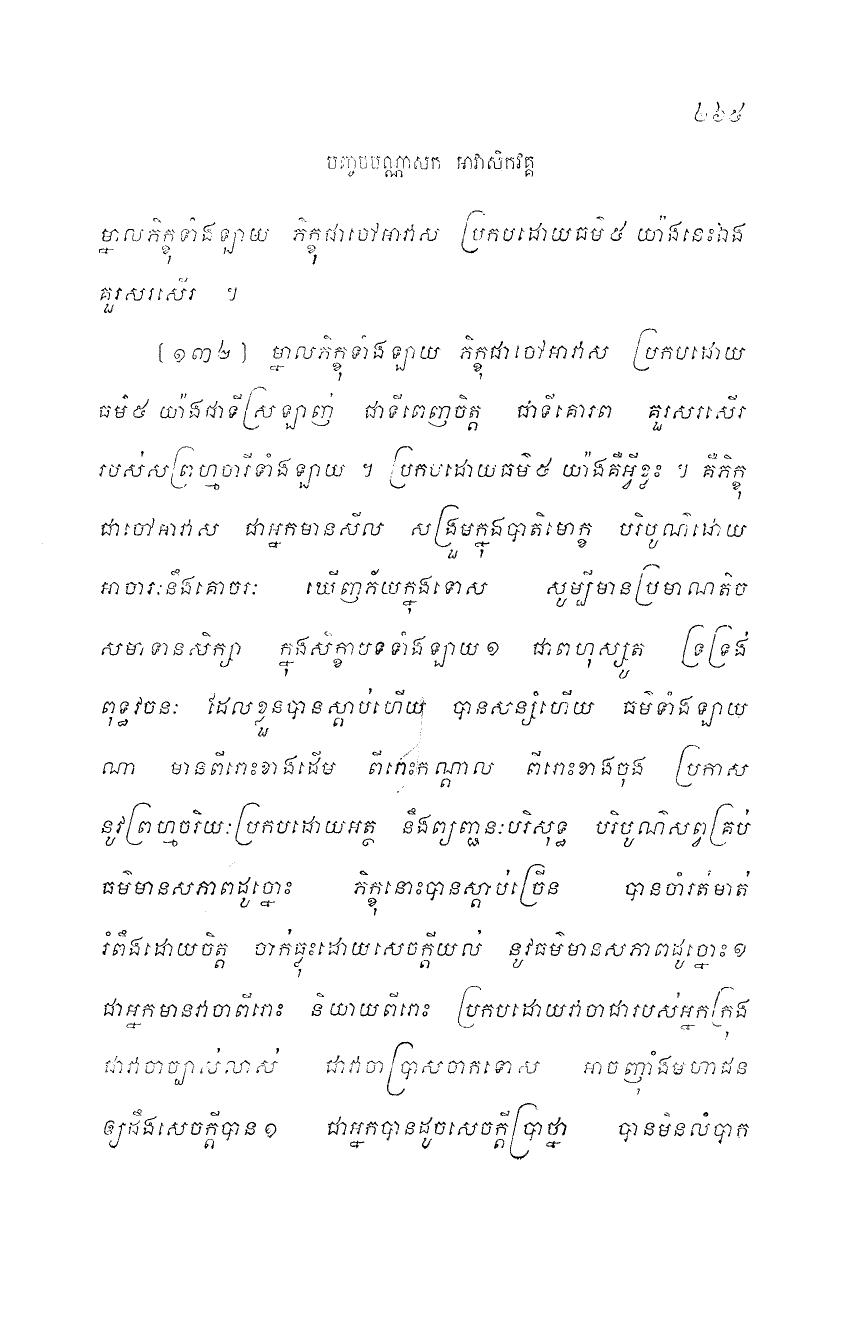 ២៦៥
បញ្ចមបណ្ណាសក អាវាសិកវគ្គ
ម្នាលភិក្ខុទាំងឡាយ ភិក្ខុជាចៅអាវាស ប្រកបដោយធម៌ ៥ យ៉ាងនេះឯង
គួរសរសើរ ។
[១៣២] ម្នាលភិក្ខុទាំងឡាយ ភិក្ខុជាចៅអាវាស ប្រកបដោយ
ធម៌ ៥ យ៉ាងជាទីស្រឡាញ់ ជាទីពេញចិត្ត ជាទីគោរព គួរសរសើរ
របស់សព្រហ្មចារីទាំងឡាយ ។ ប្រកបដោយធម៌ ៥ យ៉ាងគឺអ្វីខ្លះ ។ គឺភិក្ខុ
ជាចៅអាវាស ជាអ្នកមានសីល សង្រួមក្នុងបាតិមោក្ខ បរិបូណ៌ដោយ
អាចារៈនឹងគោចរៈ ឃើញភ័យក្នុងទោស សូម្បីមានប្រមាណតិច
សមាទានសិក្សា ក្នុងសិក្ខាបទទាំងឡាយ ១ ជាពហុស្សូត ទ្រទ្រង់
ពុទ្ធវចនៈ ដែលខ្លួនបានស្តាប់ហើយ បានសន្សំហើយ ធម៌ទាំងឡាយ
ណា មានពីរោះខាងដើម ពីរោះកណ្តាល ពីរោះខាងចុង ប្រកាស
នូវព្រហ្មចរិយៈប្រកបដោយអត្ថ នឹងព្យញ្ជនៈបរិសុទ្ធ បរិបូណ៌សព្វគ្រប់
ធម៌មានសភាពដូច្នោះ ភិក្ខុនោះបានស្តាប់ច្រើន បានចាំរត់មាត់
រំពឹងដោយចិត្ត ចាក់ធ្លុះដោយសេចក្តីយល់ នូវធម៌មានសភាពដូច្នោះ ១
ជាអ្នកមានវាចាពីរោះ និយាយពីរោះ ប្រកបដោយវាចាជារបស់អ្នកក្រុង
ជាវាចាច្បាស់លាស់ ជាវាចាប្រាសចាកទោស អាចញ៉ាំងមហាជន
ឲ្យដឹងសេចក្តីបាន ១ ជាអ្នកបានដូចសេចក្តីប្រាថ្នា បានមិនលំបាក